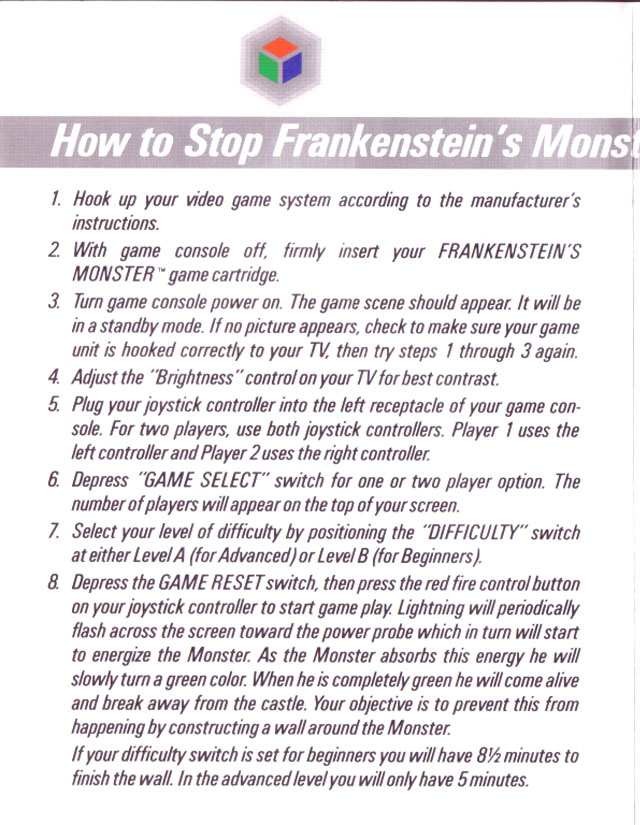 How to Stop Frankenstein's Mons
1. Hook up your video game system according to the manufacturer's
instructions.
2. With game console off, firmly insert your FRANKENSTEIN'S
MONSTER™ game cartridge.
3. Turn game console power on. The game scene should appear. It will be
in a standby mode. If no picture appears, check to make sure your game
unit is hooked correctly to your TV, then try steps 1 through 3 again.
4. Adjust the "Brightness" control on your TV for best contrast.
5. Plug your joystick controller into the left receptacle of your game con-
sole. For two players, use both joystick controllers. Player 1 uses the
left controller and Player 2 uses the right controller.
6. Depress "GAME SELECT" switch for one or two player option. The
number of players will appear on the top of your screen.
7. Select your level of difficulty by positioning the "DIFFICULTY" switch
at either Level A (for Advanced) or Level B (for Beginners).
8. Depress the GAME RESET switch, then press the red fire control button
on your joystick controller to start game play. Lightning will periodically
flash across the screen toward the power probe which in turn will start
to energize the Monster. As the Monster absorbs this energy he will
slowly turn a green color. When he is completely green he will come alive
and break away from the castle. Your objective is to prevent this from
happening by constructing a wall around the Monster.
If your difficulty switch is set for beginners you will have 8½ minutes to
finish the wall. In the advanced level you will only have 5 minutes.